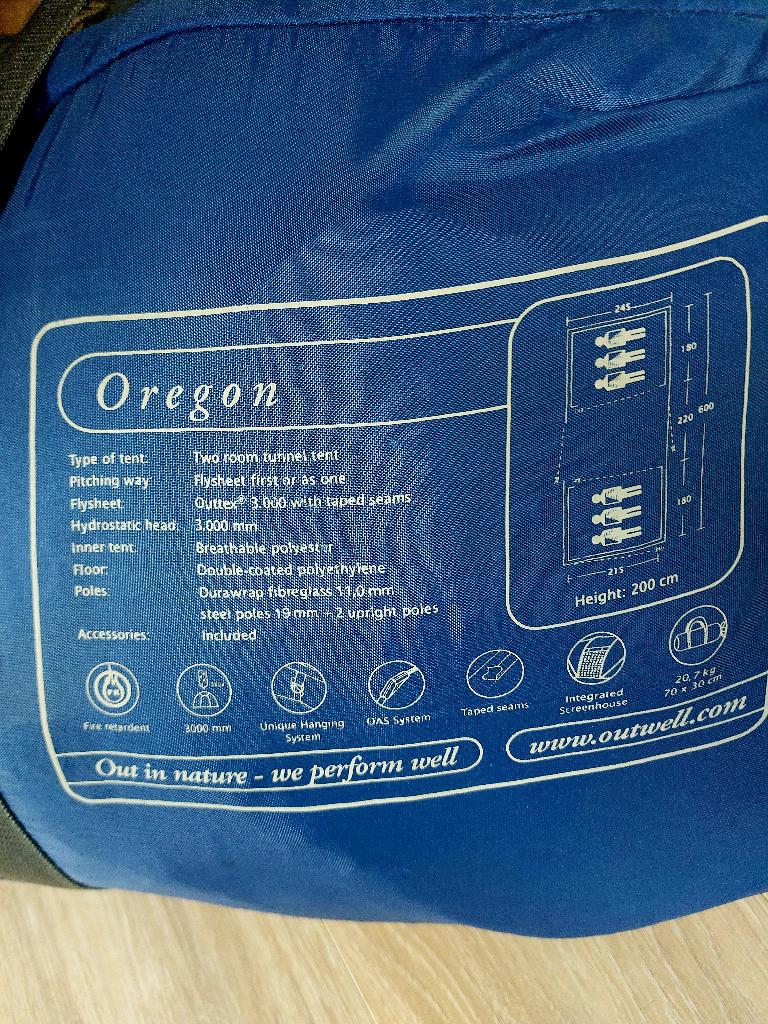 Oregon
Type of tent: Two room tunnel tent
Pitching way Flysheet first or as one
Flysheet: Outtex® 3.000 with taped seams
Hydrostatic head: 3.000 mm
Inner tent: Breathable polyester
Floor: Double-coated polyethylene
Poles: Durawrap fibreglass 11,0 mm
steel poles 19 mm + 2 upright poles
Accessories: Included
245
180
220
600
160
215
Height: 200 cm
Fire retardent
3000 mm
Unique Hanging
System
OAS System
Taped seams
Integrated
Screenhouse
20.7 kg
70 x 30 cm
Out in nature - we perform well
www.outwell.com